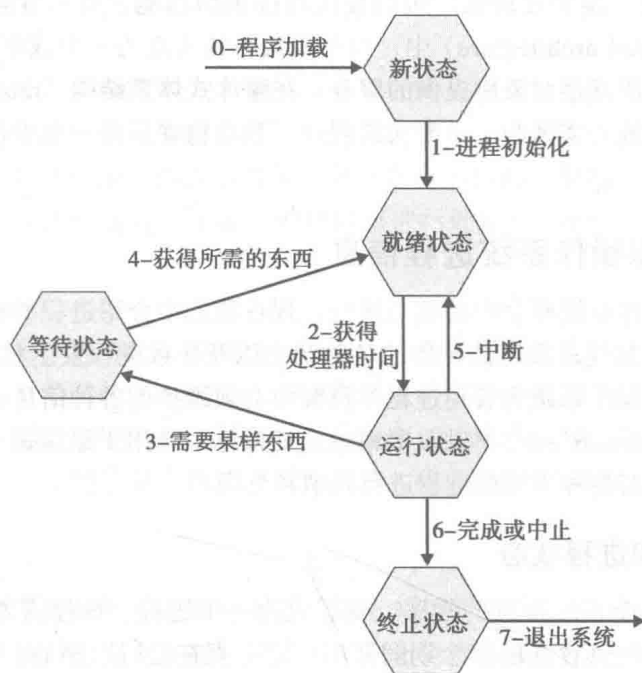 0–程序加载
新状态
1–进程初始化
就绪状态
4–获得所需的东西
等待状态
2–获得
处理器时间
5–中断
3–需要某样东西
运行状态
6–完成或中止
终止状态
7–退出系统